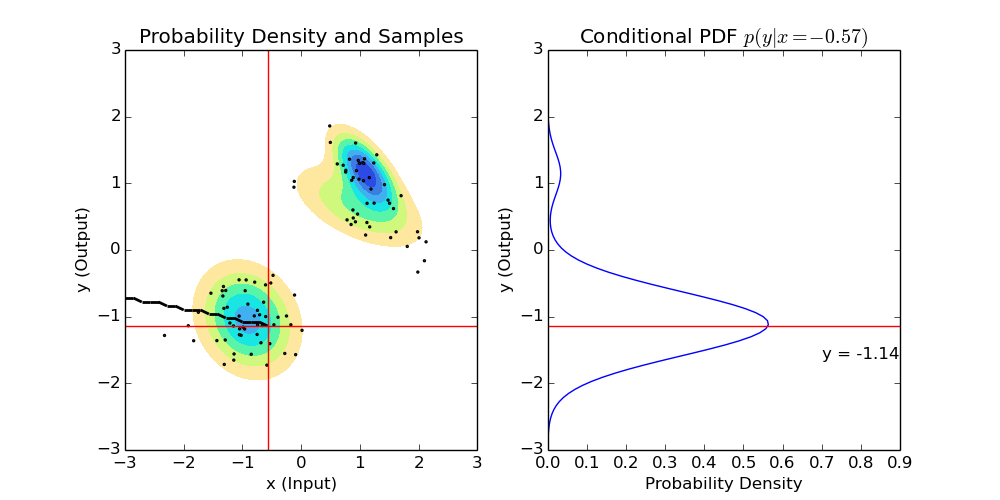 Probability Density and Samples
3
2
1
0
−1
−2
−3
y (Output)
−3 −2 −1 0 1 2 3
x (Input)
Conditional PDF p(y|x = −0.57)
3
2
1
0
−1
−2
−3
y (Output)
y = -1.14
0.0 0.1 0.2 0.3 0.4 0.5 0.6 0.7 0.8 0.9
Probability Density